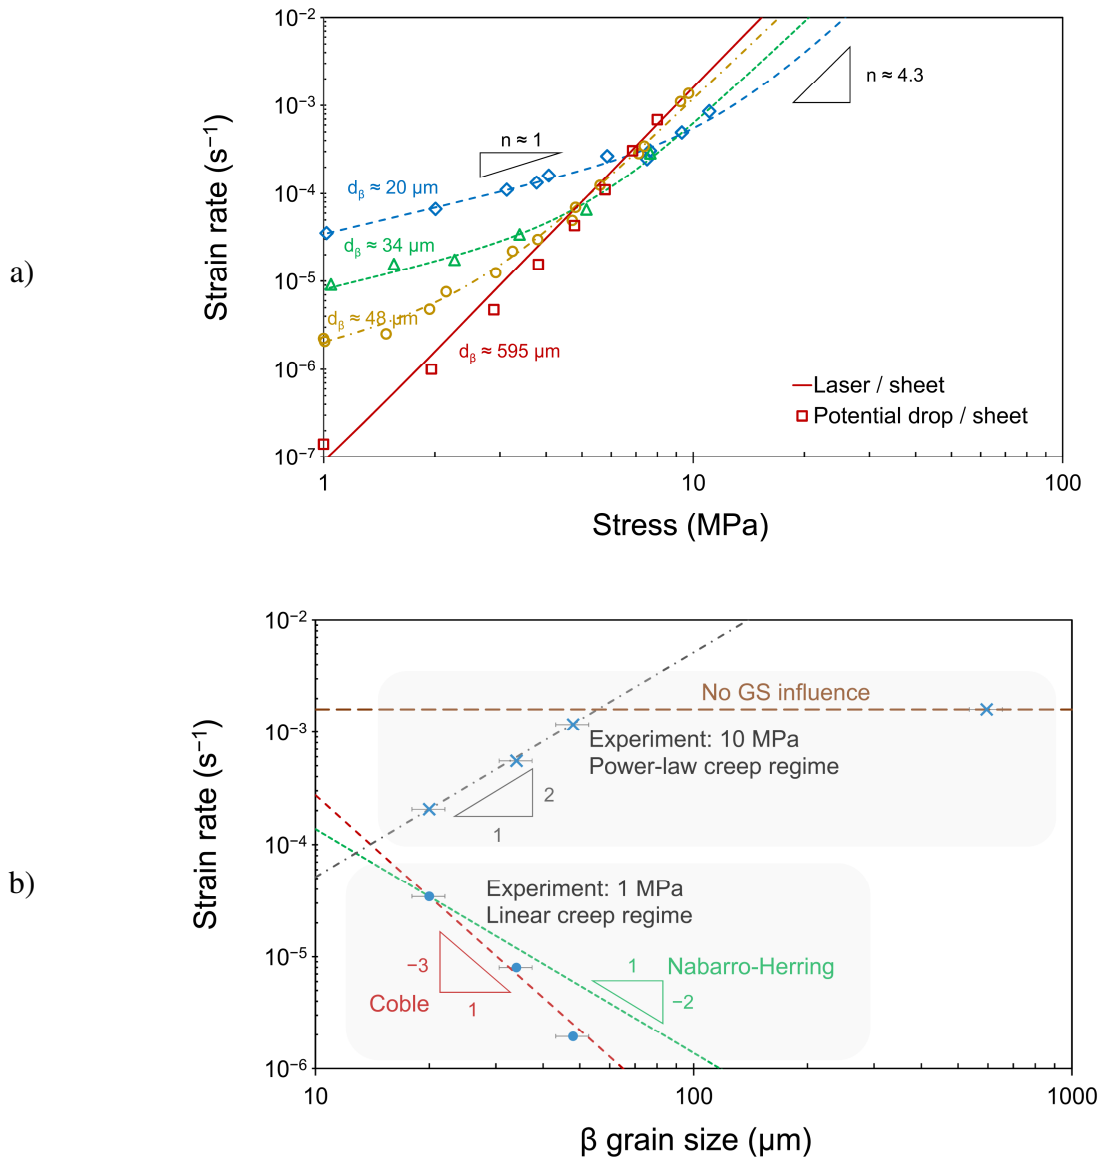 a)
Strain rate (s⁻¹)
10⁻²
10⁻³
10⁻⁴
10⁻⁵
10⁻⁶
10⁻⁷
n ≈ 4.3
n ≈ 1
dβ ≈ 20 μm
dβ ≈ 34 μm
dβ ≈ 48 μm
dβ ≈ 595 μm
Laser / sheet
Potential drop / sheet
1
10
100
Stress (MPa)
b)
Strain rate (s⁻¹)
10⁻²
10⁻³
10⁻⁴
10⁻⁵
10⁻⁶
No GS influence
Experiment: 10 MPa
Power-law creep regime
2
1
Experiment: 1 MPa
Linear creep regime
−3
1
Coble
1
−2
Nabarro-Herring
10
100
1000
β grain size (μm)